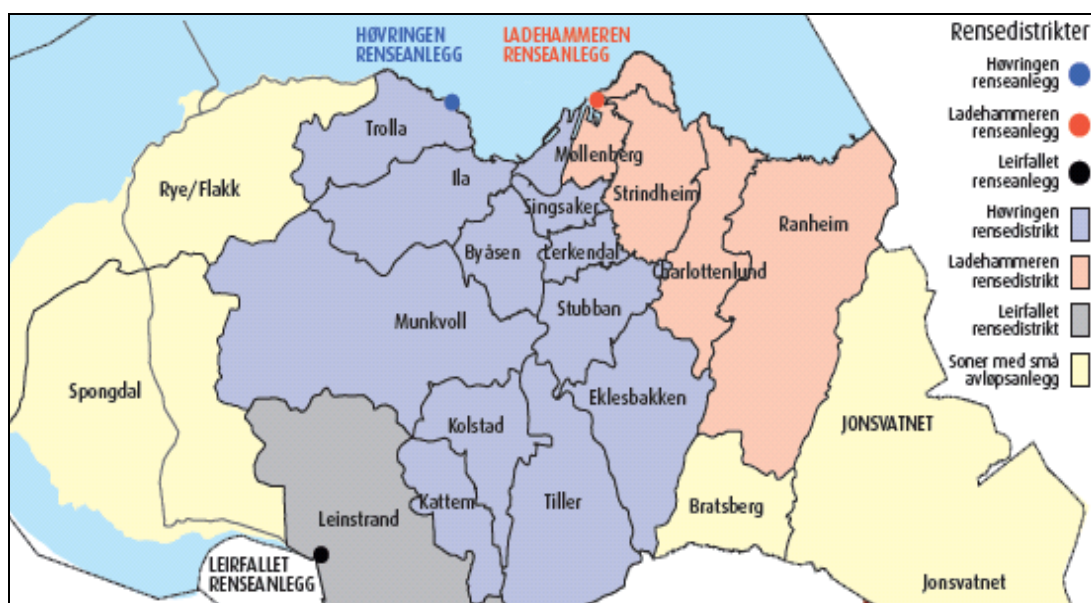 HØVRINGEN
RENSEANLEGG
LADEHAMMEREN
RENSEANLEGG
Rensedistrikter
Høvringen
renseanlegg
Ladehammeren
renseanlegg
Leirfallet
renseanlegg
Høvringen
rensedistrikt
Ladehammeren
rensedistrikt
Leirfallet
rensedistrikt
Soner med små
avløpsanlegg
Trolla
Møllenberg
Ila
Rye/Flakk
Strindheim
Singsaker
Ranheim
Byåsen
Lerkendal
Charlottenlund
Stubban
Munkvoll
Spongdal
Eklesbakken
Kolstad
JONSVATNET
Kattem
Tiller
Bratsberg
Leinstrand
LEIRFALLET
RENSEANLEGG
Jonsvatnet